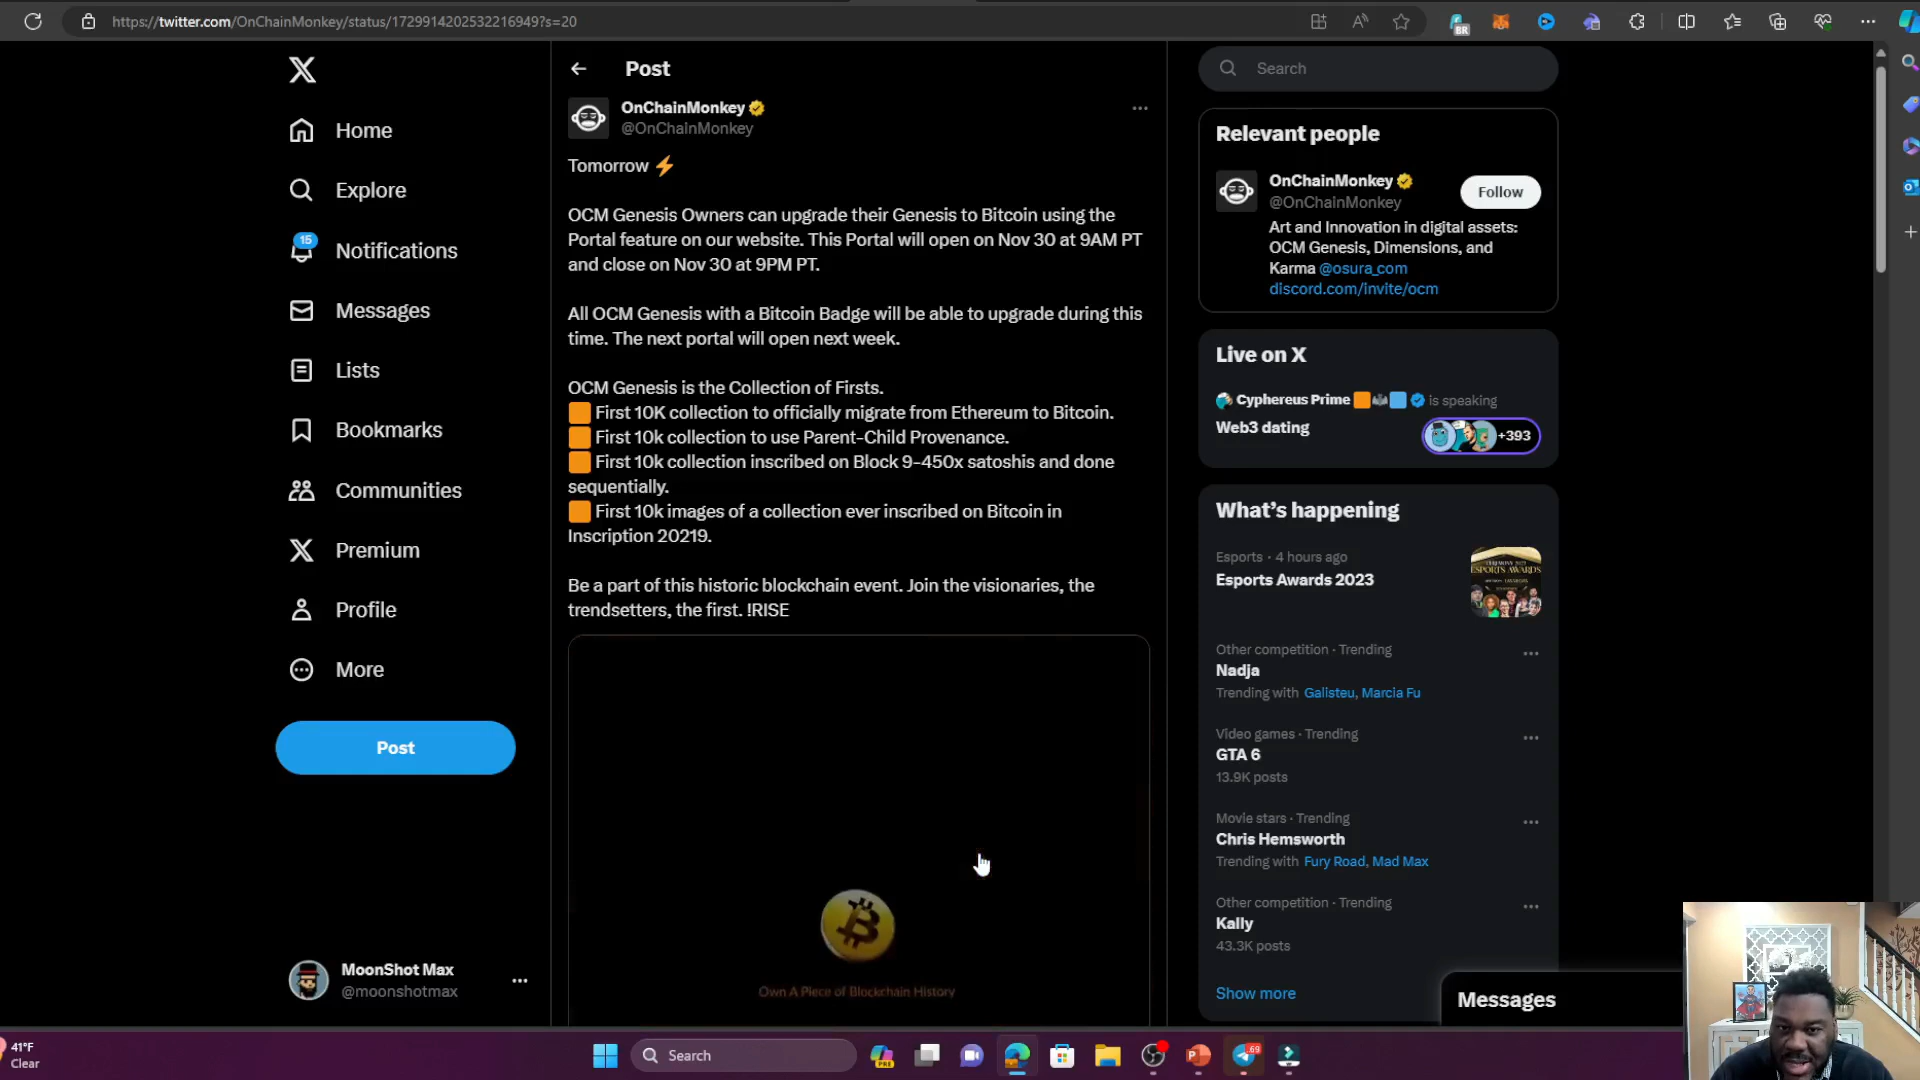 https://twitter.com/OnChainMonkey/status/1729914202532216949?s=20
BR
Home
Explore
15
Notifications
Messages
Lists
Bookmarks
Communities
Premium
Profile
More
Post
MoonShot Max
@moonshotmax
Post
OnChainMonkey
@OnChainMonkey
Tomorrow ⚡
OCM Genesis Owners can upgrade their Genesis to Bitcoin using the
Portal feature on our website. This Portal will open on Nov 30 at 9AM PT
and close on Nov 30 at 9PM PT.
All OCM Genesis with a Bitcoin Badge will be able to upgrade during this
time. The next portal will open next week.
OCM Genesis is the Collection of Firsts.
🟧 First 10K collection to officially migrate from Ethereum to Bitcoin.
🟧 First 10k collection to use Parent-Child Provenance.
🟧 First 10k collection inscribed on Block 9-450x satoshis and done
sequentially.
🟧 First 10k images of a collection ever inscribed on Bitcoin in
Inscription 20219.
Be a part of this historic blockchain event. Join the visionaries, the
trendsetters, the first. !RISE
Own A Piece of Blockchain History
Search
Relevant people
OnChainMonkey
@OnChainMonkey
Follow
Art and Innovation in digital assets:
OCM Genesis, Dimensions, and
Karma @osura_com
discord.com/invite/ocm
Live on X
Cyphereus Prime is speaking
Web3 dating
+393
What's happening
Esports · 4 hours ago
Esports Awards 2023
ESPORTS AWARDS
Other competition · Trending
Nadja
Trending with Galisteu, Marcia Fu
Video games · Trending
GTA 6
13.9K posts
Movie stars · Trending
Chris Hemsworth
Trending with Fury Road, Mad Max
Other competition · Trending
Kally
43.3K posts
Show more
Messages
41°F
Clear
Search
PRE
69